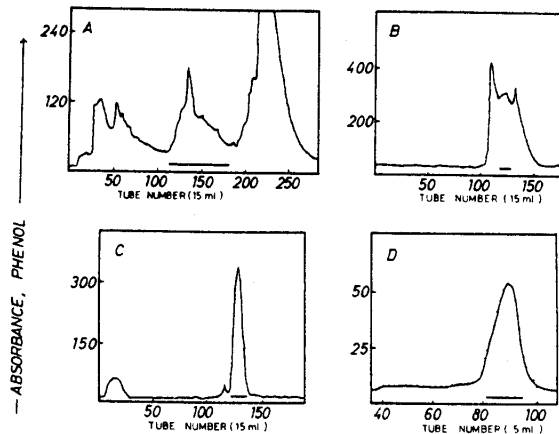 — ABSORBANCE, PHENOL ⟶
A
240
120
50 100 150 200 250
TUBE NUMBER (15 ml)
B
400
200
50 100 150
TUBE NUMBER (15 ml)
C
300
150
50 100 150
TUBE NUMBER (15 ml)
D
50
25
40 60 80 100
TUBE NUMBER (5 ml)